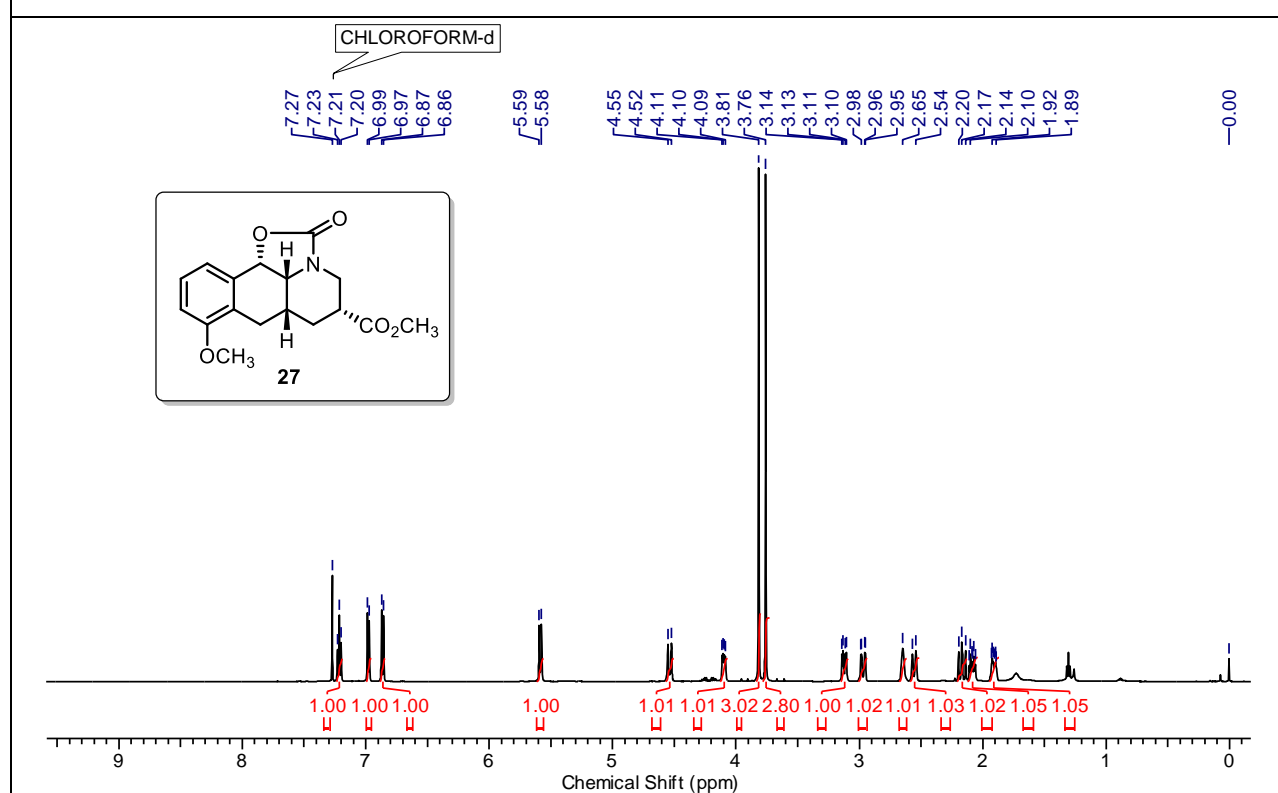 CHLOROFORM-d
7.27 7.23 7.21 7.20 6.99 6.97 6.87 6.86 5.59 5.58 4.55 4.52 4.11 4.10 4.09 3.81 3.76 3.14 3.13 3.11 3.10 2.98 2.96 2.95 2.65 2.54 2.20 2.17 2.14 2.10 1.92 1.89 -0.00
O O
H
N
CO2CH3
H
OCH3
27
1.00 1.00 1.00 1.00 1.01 1.01 3.02 2.80 1.00 1.02 1.01 1.03 1.02 1.05 1.05
9 8 7 6 5 4 3 2 1 0
Chemical Shift (ppm)